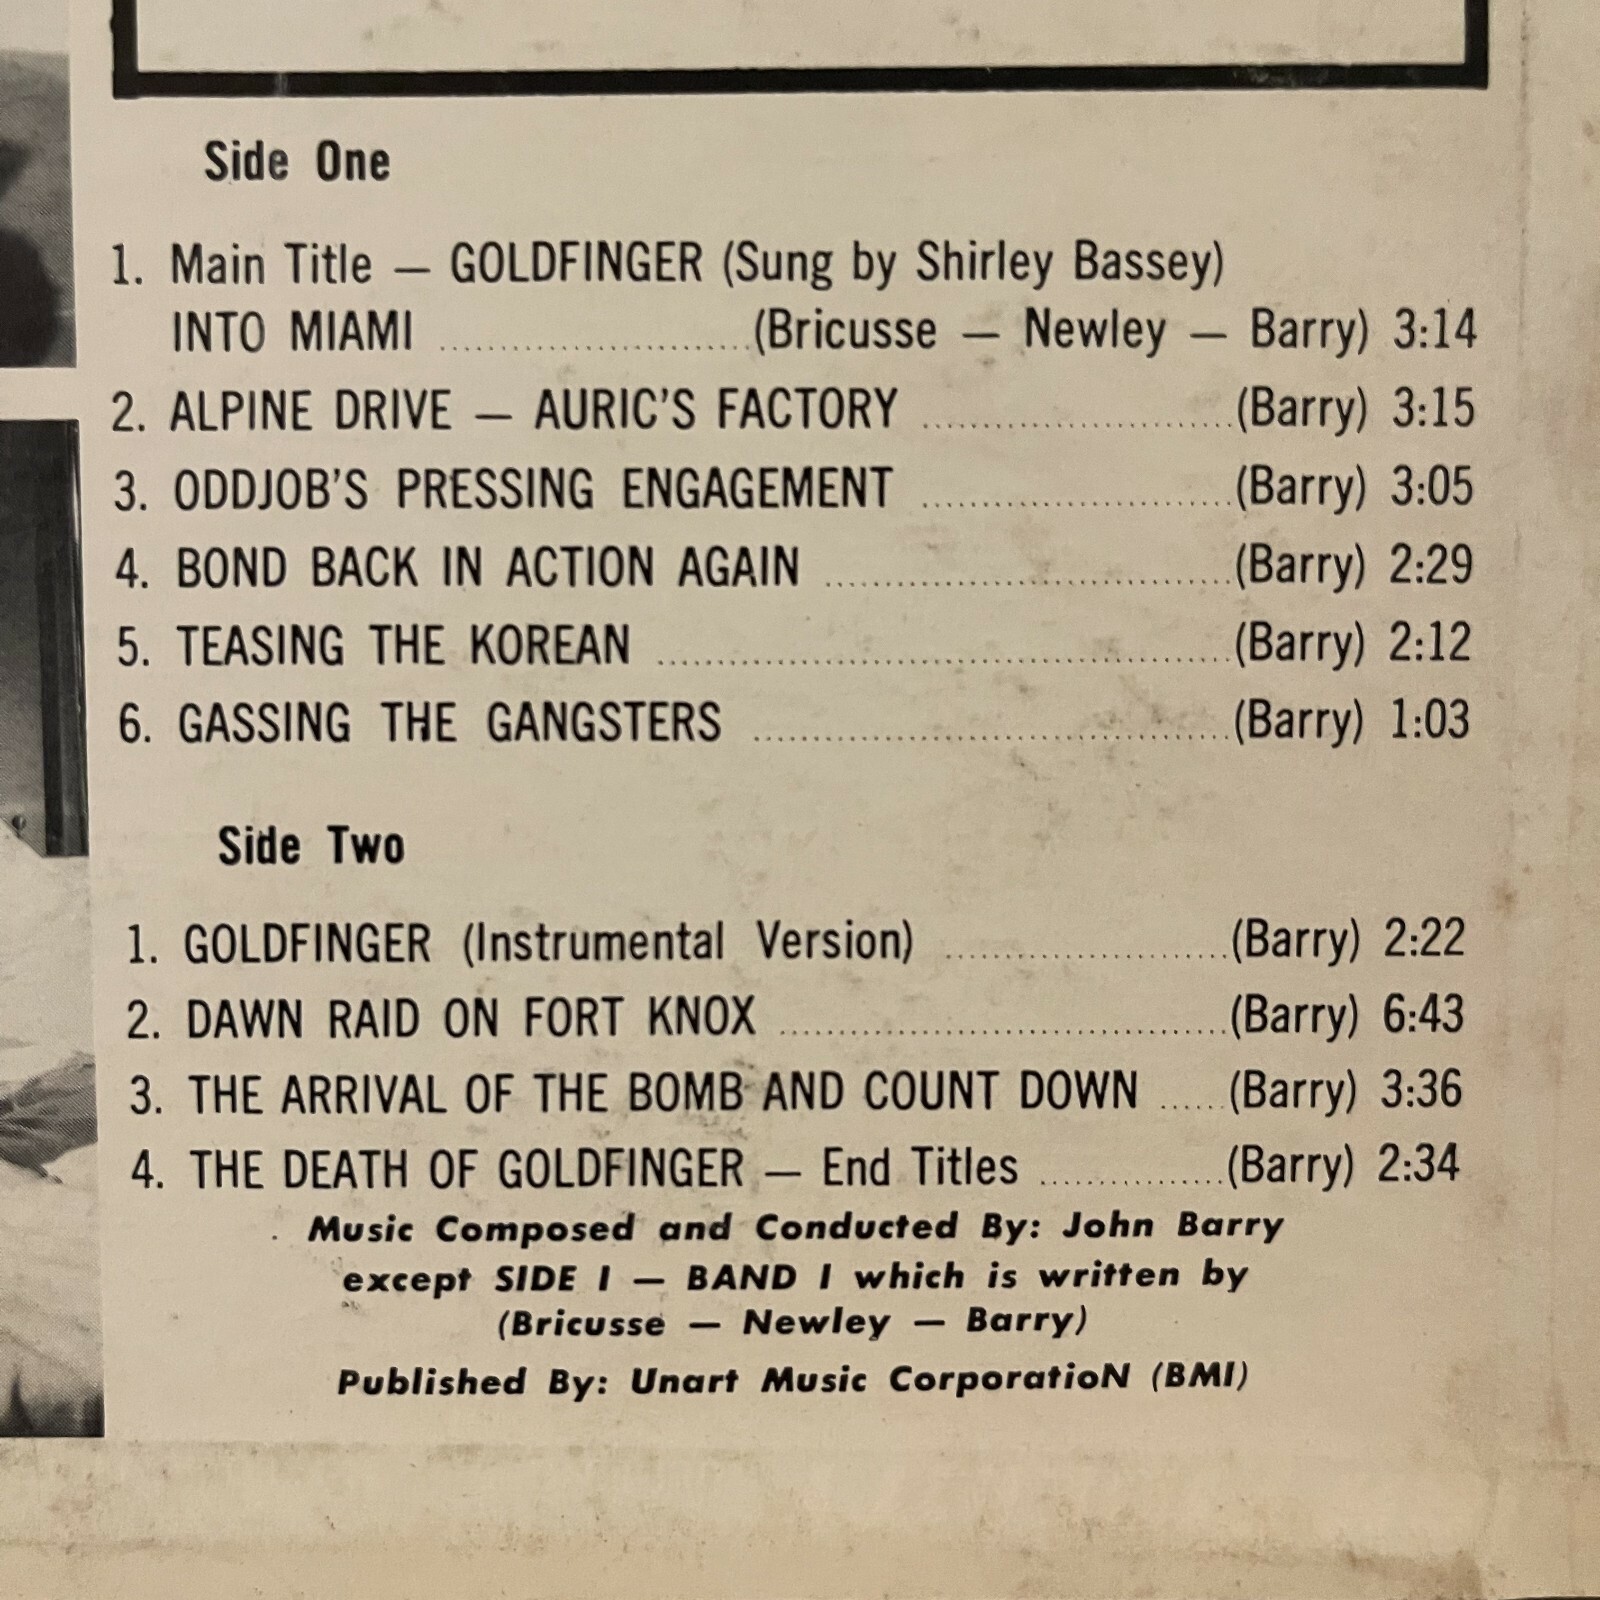 Side One
1. Main Title — GOLDFINGER (Sung by Shirley Bassey)
INTO MIAMI ..........................(Bricusse — Newley — Barry) 3:14
2. ALPINE DRIVE — AURIC'S FACTORY ..........................(Barry) 3:15
3. ODDJOB'S PRESSING ENGAGEMENT ..........................(Barry) 3:05
4. BOND BACK IN ACTION AGAIN ..................................(Barry) 2:29
5. TEASING THE KOREAN ................................................(Barry) 2:12
6. GASSING THE GANGSTERS ........................................(Barry) 1:03
Side Two
1. GOLDFINGER (Instrumental Version) ........................(Barry) 2:22
2. DAWN RAID ON FORT KNOX ......................................(Barry) 6:43
3. THE ARRIVAL OF THE BOMB AND COUNT DOWN ......(Barry) 3:36
4. THE DEATH OF GOLDFINGER — End Titles ................(Barry) 2:34
Music Composed and Conducted By: John Barry
except SIDE I — BAND I which is written by
(Bricusse — Newley — Barry)
Published By: Unart Music CorporatioN (BMI)